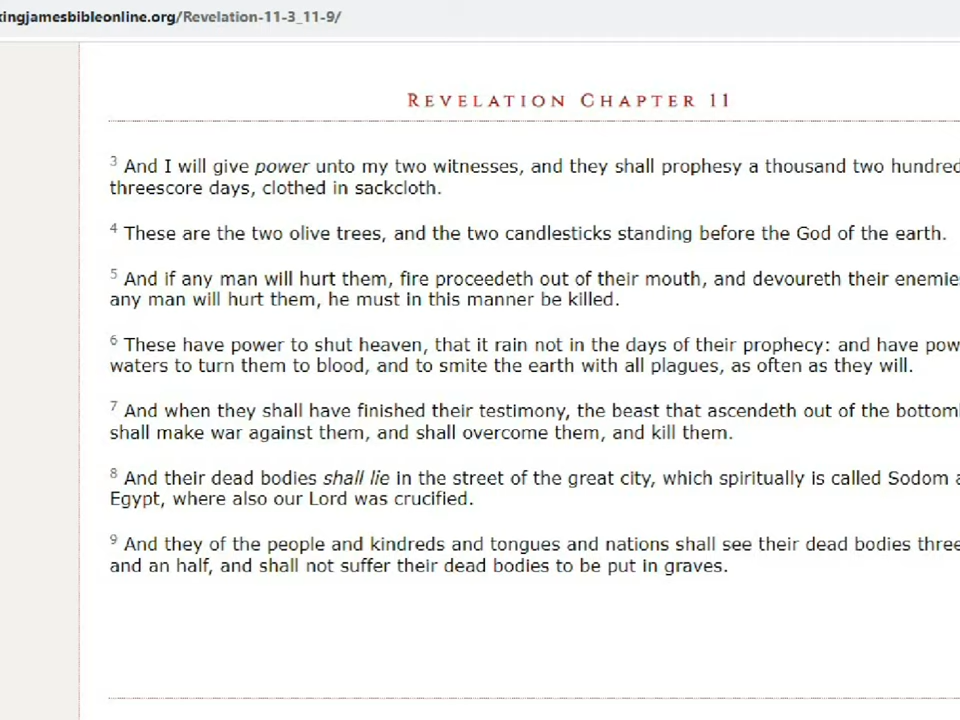 kingjamesbibleonline.org/Revelation-11-3_11-9/
Revelation Chapter 11
3 And I will give power unto my two witnesses, and they shall prophesy a thousand two hundred
threescore days, clothed in sackcloth.
4 These are the two olive trees, and the two candlesticks standing before the God of the earth.
5 And if any man will hurt them, fire proceedeth out of their mouth, and devoureth their
any man will hurt them, he must in this manner be killed.
6 These have power to shut heaven, that it rain not in the days of their prophecy: and have
waters to turn them to blood, and to smite the earth with all plagues, as often as they will.
7 And when they shall have finished their testimony, the beast that ascendeth out of the
shall make war against them, and shall overcome them, and kill them.
8 And their dead bodies shall lie in the street of the great city, which spiritually is called Sodom
Egypt, where also our Lord was crucified.
9 And they of the people and kindreds and tongues and nations shall see their dead bodies three
and an half, and shall not suffer their dead bodies to be put in graves.